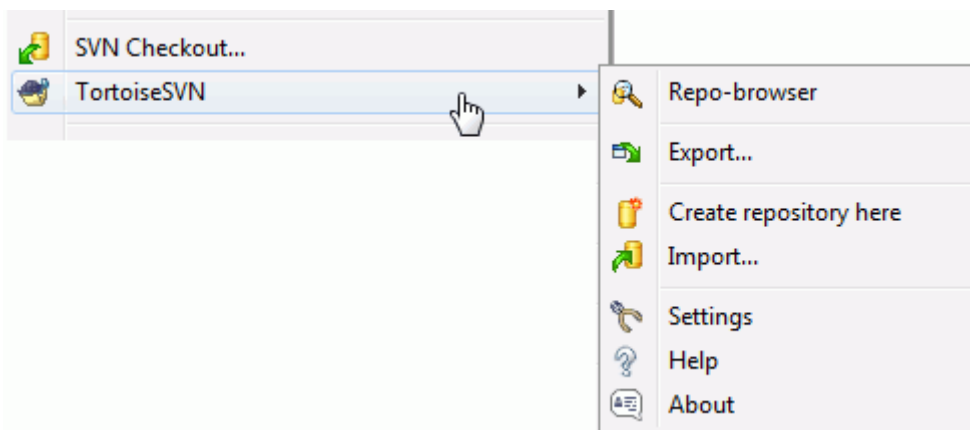 SVN Checkout...
TortoiseSVN
Repo-browser
Export...
Create repository here
Import...
Settings
Help
About